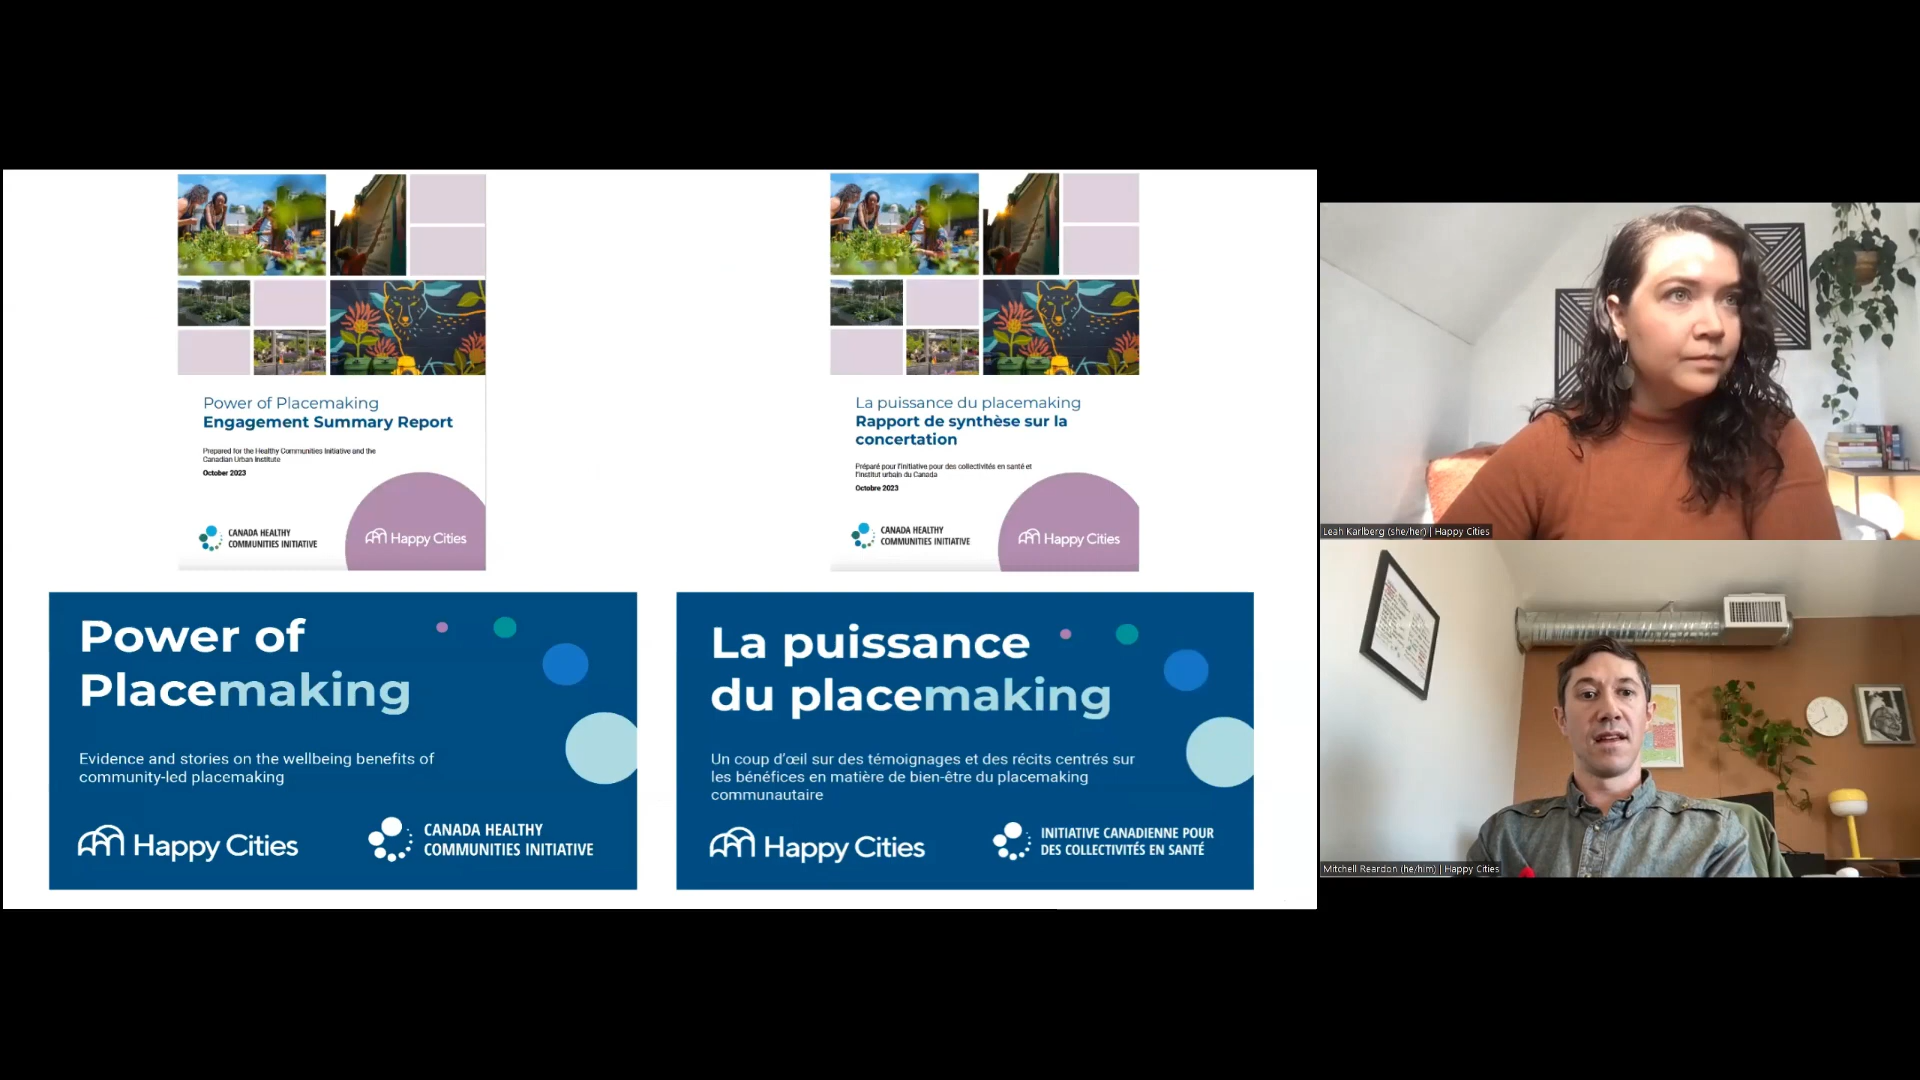 Power of Placemaking
Engagement Summary Report
Prepared for the Healthy Communities Initiative and the
Canadian Urban Institute
October 2023
CANADA HEALTHY
COMMUNITIES INITIATIVE
Happy Cities
La puissance du placemaking
Rapport de synthèse sur la
concertation
Préparé pour l'Initiative pour des collectivités en santé et
l'Institut urbain du Canada
Octobre 2023
CANADA HEALTHY
COMMUNITIES INITIATIVE
Happy Cities
Power of
Placemaking
Evidence and stories on the wellbeing benefits of
community-led placemaking
Happy Cities
CANADA HEALTHY
COMMUNITIES INITIATIVE
La puissance
du placemaking
Un coup d'œil sur des témoignages et des récits centrés sur
les bénéfices en matière de bien-être du placemaking
communautaire
Happy Cities
INITIATIVE CANADIENNE POUR
DES COLLECTIVITÉS EN SANTÉ
Leah Karlberg (she/her) | Happy Cities
Mitchell Reardon (he/him) | Happy Cities